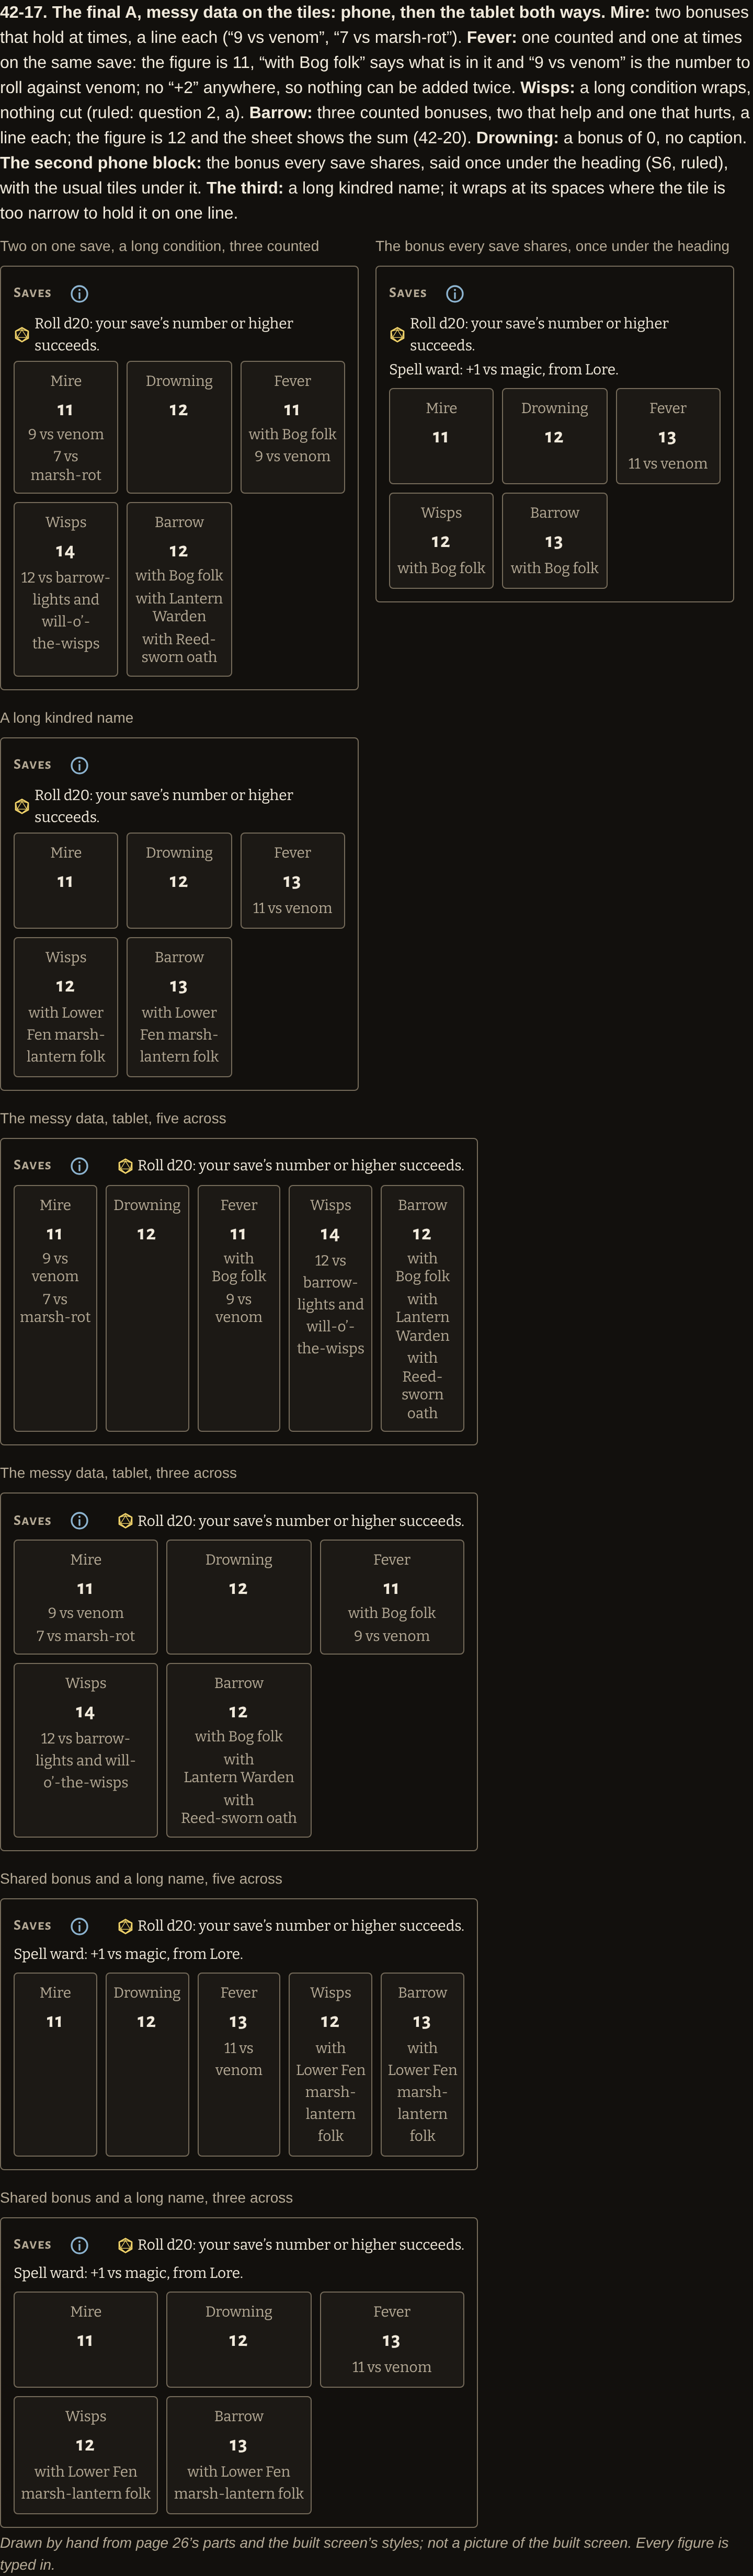 42-17. The final A, messy data on the tiles: phone, then the tablet both ways. Mire: two bonuses
that hold at times, a line each (“9 vs venom”, “7 vs marsh-rot”). Fever: one counted and one at times
on the same save: the figure is 11, “with Bog folk” says what is in it and “9 vs venom” is the number to
roll against venom; no “+2” anywhere, so nothing can be added twice. Wisps: a long condition wraps,
nothing cut (ruled: question 2, a). Barrow: three counted bonuses, two that help and one that hurts, a
line each; the figure is 12 and the sheet shows the sum (42-20). Drowning: a bonus of 0, no caption.
The second phone block: the bonus every save shares, said once under the heading (S6, ruled),
with the usual tiles under it. The third: a long kindred name; it wraps at its spaces where the tile is
too narrow to hold it on one line.
Two on one save, a long condition, three counted
Saves
Roll d20: your save’s number or higher
succeeds.
Mire
11
9 vs venom
7 vs
marsh-rot
Drowning
12
Fever
11
with Bog folk
9 vs venom
Wisps
14
12 vs barrow-
lights and
will-o’-
the-wisps
Barrow
12
with Bog folk
with Lantern
Warden
with Reed-
sworn oath
The bonus every save shares, once under the heading
Saves
Roll d20: your save’s number or higher
succeeds.
Spell ward: +1 vs magic, from Lore.
Mire
11
Drowning
12
Fever
13
11 vs venom
Wisps
12
with Bog folk
Barrow
13
with Bog folk
A long kindred name
Saves
Roll d20: your save’s number or higher
succeeds.
Mire
11
Drowning
12
Fever
13
11 vs venom
Wisps
12
with Lower
Fen marsh-
lantern folk
Barrow
13
with Lower
Fen marsh-
lantern folk
The messy data, tablet, five across
Saves
Roll d20: your save’s number or higher succeeds.
Mire
11
9 vs
venom
7 vs
marsh-rot
Drowning
12
Fever
11
with
Bog folk
9 vs
venom
Wisps
14
12 vs
barrow-
lights and
will-o’-
the-wisps
Barrow
12
with
Bog folk
with
Lantern
Warden
with
Reed-
sworn
oath
The messy data, tablet, three across
Saves
Roll d20: your save’s number or higher succeeds.
Mire
11
9 vs venom
7 vs marsh-rot
Drowning
12
Fever
11
with Bog folk
9 vs venom
Wisps
14
12 vs barrow-
lights and will-
o’-the-wisps
Barrow
12
with Bog folk
with
Lantern Warden
with
Reed-sworn oath
Shared bonus and a long name, five across
Saves
Roll d20: your save’s number or higher succeeds.
Spell ward: +1 vs magic, from Lore.
Mire
11
Drowning
12
Fever
13
11 vs
venom
Wisps
12
with
Lower Fen
marsh-
lantern
folk
Barrow
13
with
Lower Fen
marsh-
lantern
folk
Shared bonus and a long name, three across
Saves
Roll d20: your save’s number or higher succeeds.
Spell ward: +1 vs magic, from Lore.
Mire
11
Drowning
12
Fever
13
11 vs venom
Wisps
12
with Lower Fen
marsh-lantern folk
Barrow
13
with Lower Fen
marsh-lantern folk
Drawn by hand from page 26’s parts and the built screen’s styles; not a picture of the built screen. Every figure is
typed in.